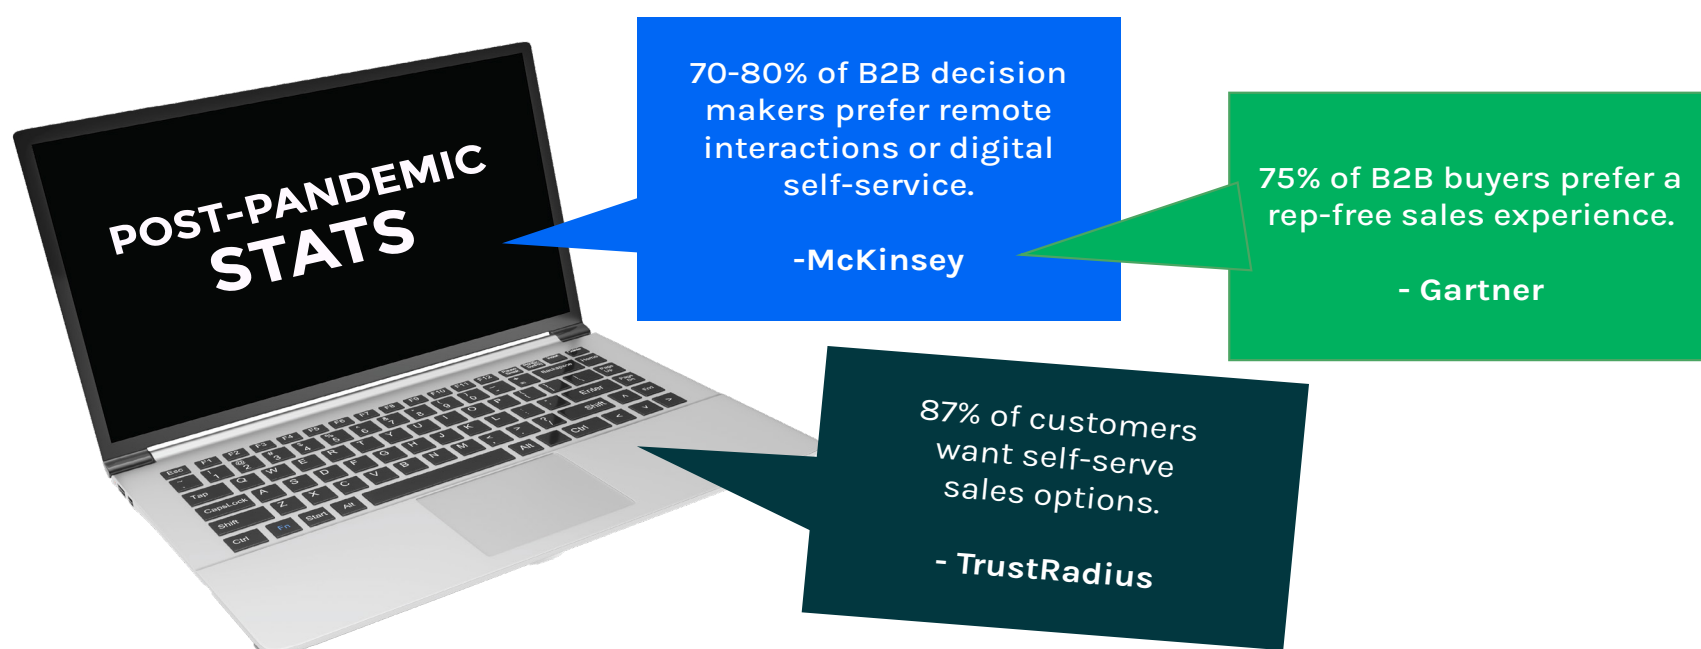 POST-PANDEMIC
STATS
70-80% of B2B decision
makers prefer remote
interactions or digital
self-service.
-McKinsey
75% of B2B buyers prefer a
rep-free sales experience.
- Gartner
87% of customers
want self-serve
sales options.
- TrustRadius